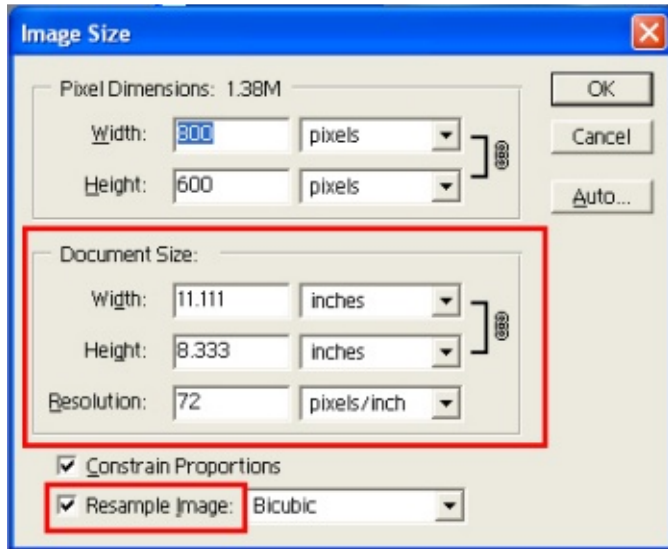 Image Size
Pixel Dimensions: 1.38M
OK
Width: 800 pixels
Cancel
Height: 600 pixels
Auto...
Document Size:
Width: 11.111 inches
Height: 8.333 inches
Resolution: 72 pixels/inch
Constrain Proportions
Resample Image: Bicubic